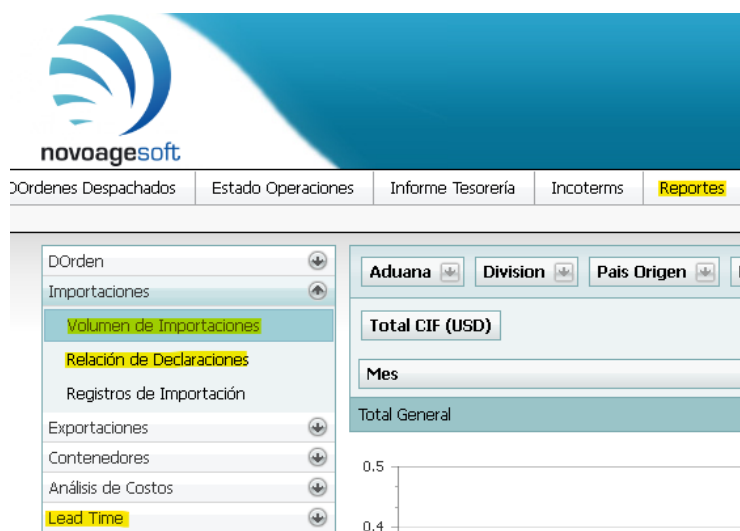 novoagesoft
DOrdenes Despachados Estado Operaciones Informe Tesorería Incoterms Reportes
DOrden
Importaciones
Volumen de Importaciones
Relación de Declaraciones
Registros de Importación
Exportaciones
Contenedores
Análisis de Costos
Lead Time
Aduana Division Pais Origen
Total CIF (USD)
Mes
Total General
0.5
0.4